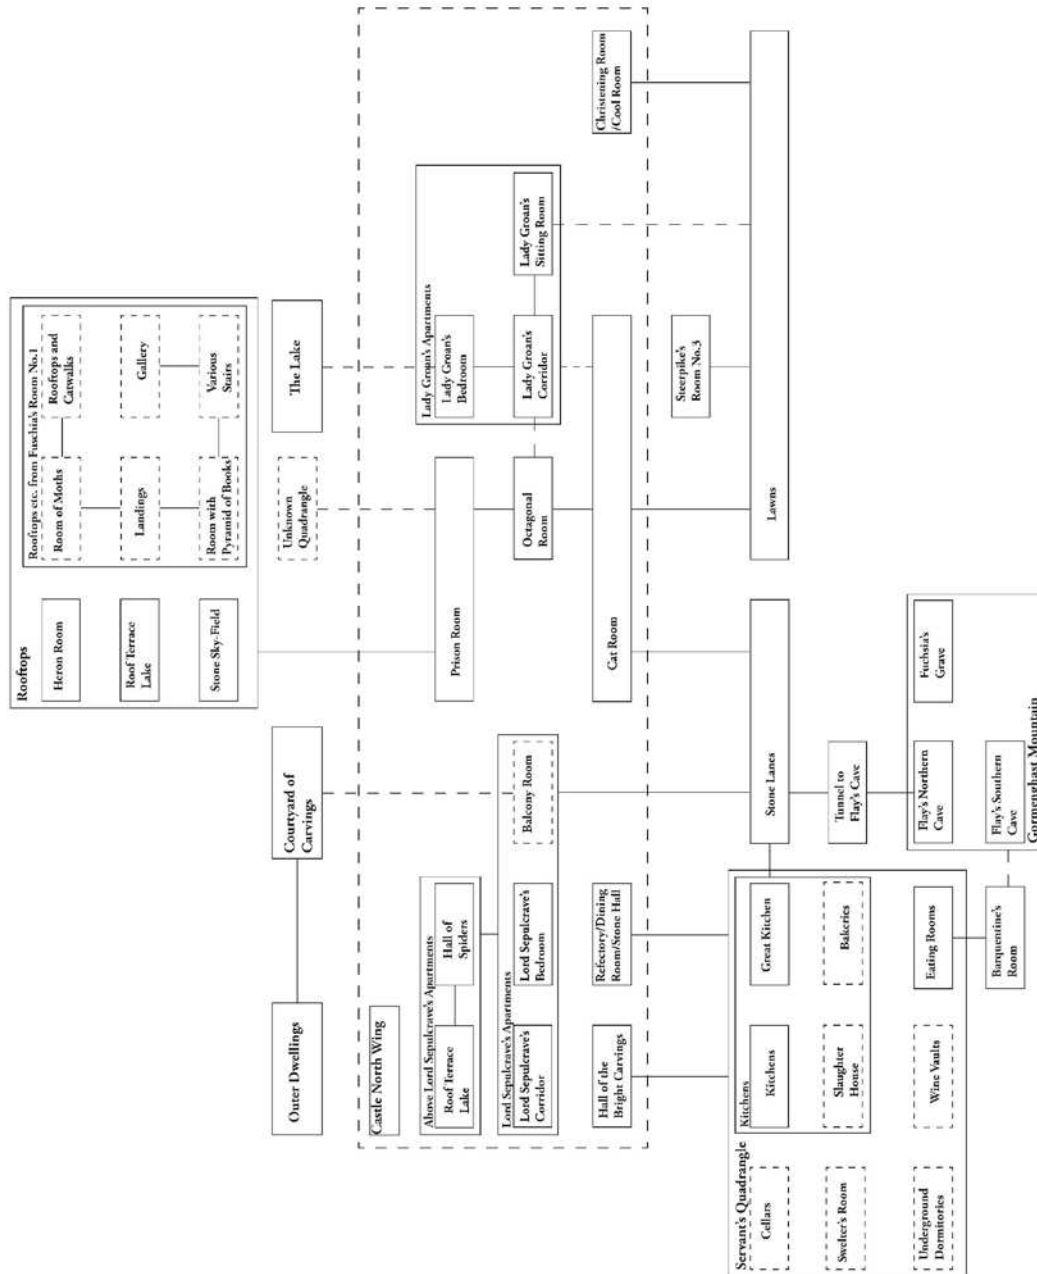 Outer Dwellings
Courtyard of
Carvings
Rooftops
Heron Room
Roof Terrace
Lake
Stone Sky-Field
Rooftops etc. from Fuschia's Room No.1
Room of Moths
Rooftops and
Catwalks
Landings
Gallery
Room with
Pyramid of Books
Various
Stairs
Unknown
Quadrangle
The Lake
Castle North Wing
Above Lord Sepulcrave's Apartments
Roof Terrace
Lake
Hall of
Spiders
Lord Sepulcrave's Apartments
Lord Sepulcrave's
Corridor
Lord Sepulcrave's
Bedroom
Balcony Room
Prison Room
Octagonal
Room
Lady Groan's Apartments
Lady Groan's
Bedroom
Lady Groan's
Corridor
Lady Groan's
Sitting Room
Hall of the
Bright Carvings
Refectory/Dining
Room/Stone Hall
Cat Room
Christening Room
/Cool Room
Steerpike's
Room No.3
Servant's Quadrangle
Cellars
Swelter's Room
Underground
Dormitories
Kitchens
Kitchens
Great Kitchen
Slaughter
House
Bakeries
Wine Vaults
Eating Rooms
Barquentine's
Room
Stone Lanes
Lawns
Tunnel to
Flay's Cave
Flay's Northern
Cave
Fuchsia's
Grave
Flay's Southern
Cave
Gormenghast Mountain